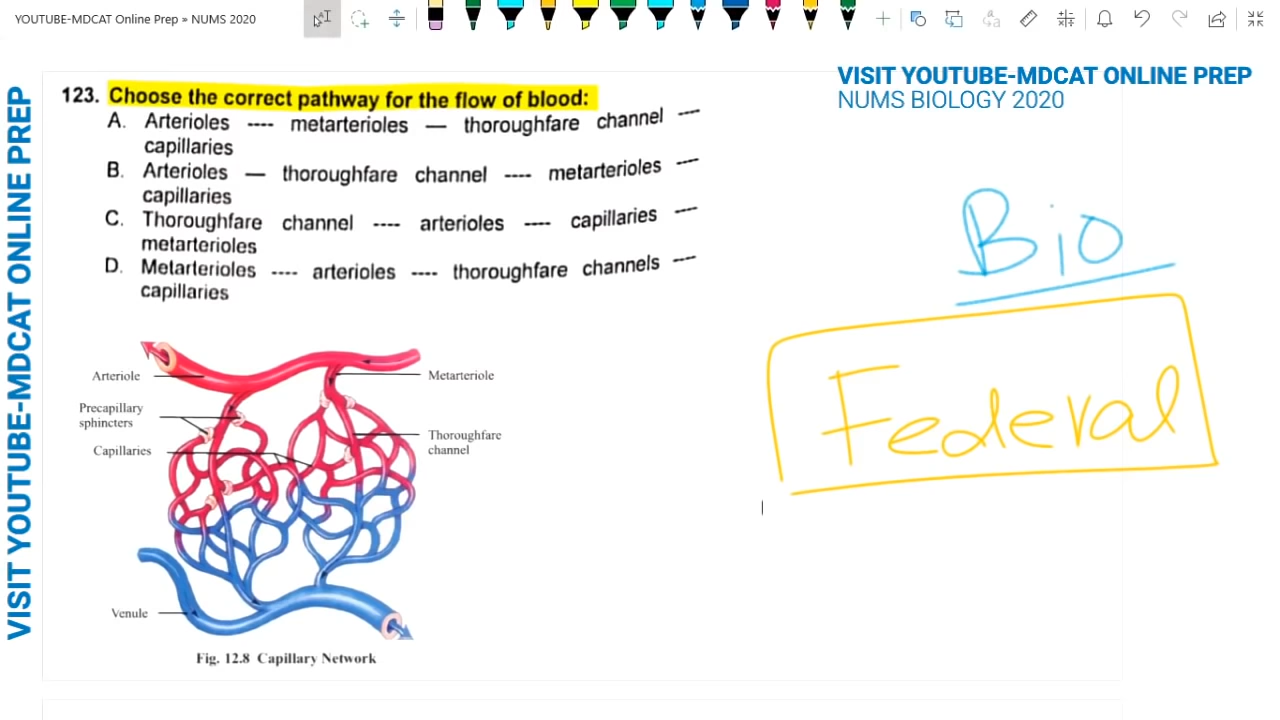 YOUTUBE-MDCAT Online Prep » NUMS 2020
VISIT YOUTUBE-MDCAT ONLINE PREP
VISIT YOUTUBE-MDCAT ONLINE PREP
NUMS BIOLOGY 2020
123. Choose the correct pathway for the flow of blood:
A. Arterioles ---- metarterioles — thoroughfare channel ----
capillaries
B. Arterioles — thoroughfare channel ---- metarterioles ----
capillaries
C. Thoroughfare channel ---- arterioles ---- capillaries ----
metarterioles
D. Metarterioles ---- arterioles ---- thoroughfare channels ----
capillaries
Bio
Federal
Arteriole
Metarteriole
Precapillary
sphincters
Thoroughfare
channel
Capillaries
Venule
Fig. 12.8 Capillary Network